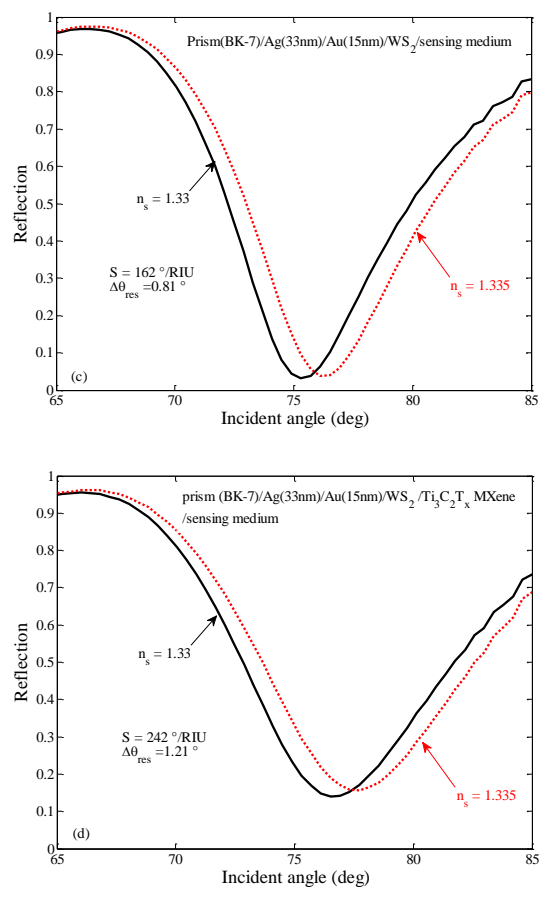 1
0.9
0.8
0.7
0.6
0.5
0.4
0.3
0.2
0.1
0
Reflection
Prism(BK-7)/Ag(33nm)/Au(15nm)/WS₂/sensing medium
nₛ = 1.33
S = 162 °/RIU
Δθres =0.81 °
nₛ = 1.335
(c)
65 70 75 80 85
Incident angle (deg)
1
0.9
0.8
0.7
0.6
0.5
0.4
0.3
0.2
0.1
0
Reflection
prism (BK-7)/Ag(33nm)/Au(15nm)/WS₂ /Ti₃C₂Tₓ MXene
/sensing medium
nₛ = 1.33
S = 242 °/RIU
Δθres =1.21 °
nₛ = 1.335
(d)
65 70 75 80 85
Incident angle (deg)